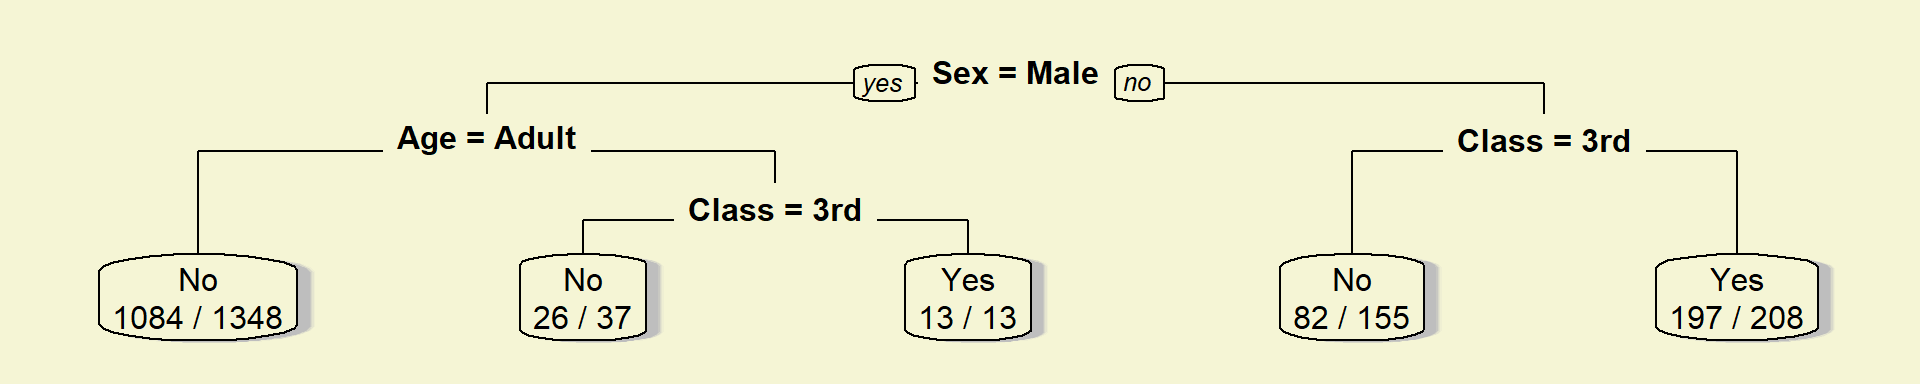 yes Sex = Male no
Age = Adult
Class = 3rd
Class = 3rd
No
1084 / 1348
No
26 / 37
Yes
13 / 13
No
82 / 155
Yes
197 / 208